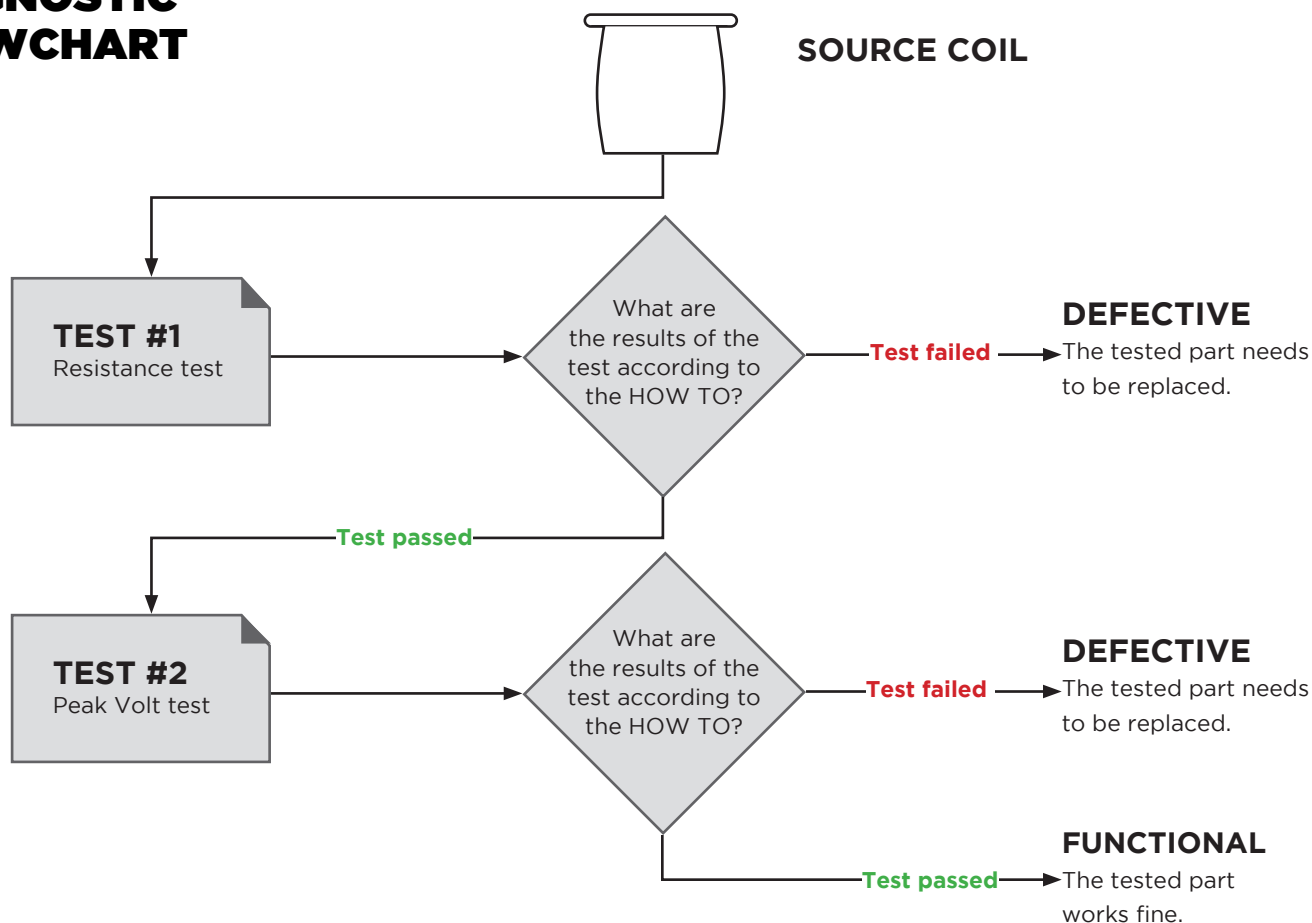 GNOSTIC
WCHART
SOURCE COIL
TEST #1
Resistance test
What are
the results of the
test according to
the HOW TO?
Test failed
DEFECTIVE
The tested part needs
to be replaced.
Test passed
TEST #2
Peak Volt test
What are
the results of the
test according to
the HOW TO?
Test failed
DEFECTIVE
The tested part needs
to be replaced.
Test passed
FUNCTIONAL
The tested part
works fine.